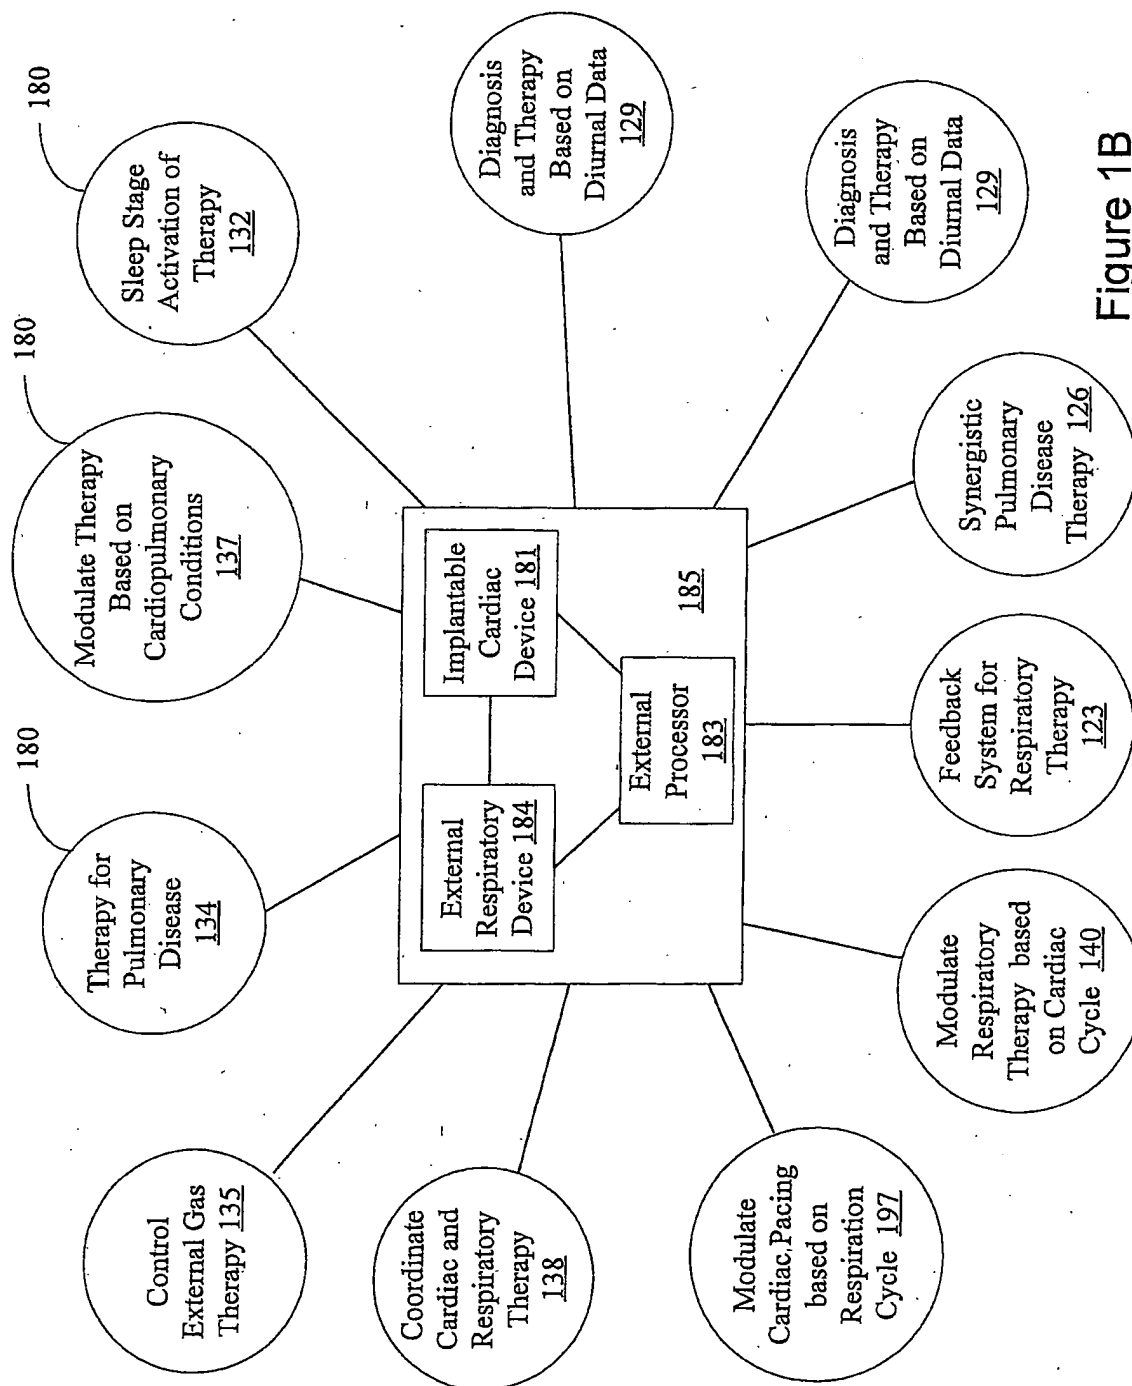 180
Sleep Stage
Activation of
Therapy
132
180
Modulate Therapy
Based on
Cardiopulmonary
Conditions
137
180
Therapy for
Pulmonary
Disease
134
Control
External Gas
Therapy 135
Coordinate
Cardiac and
Respiratory
Therapy
138
Modulate
Cardiac Pacing
based on
Respiration
Cycle 197
Modulate
Respiratory
Therapy based
on Cardiac
Cycle 140
Feedback
System for
Respiratory
Therapy
123
Synergistic
Pulmonary
Disease
Therapy 126
Diagnosis
and Therapy
Based on
Diurnal Data
129
Diagnosis
and Therapy
Based on
Diurnal Data
129
External
Respiratory
Device 184
Implantable
Cardiac
Device 181
External
Processor
183
185
Figure 1B